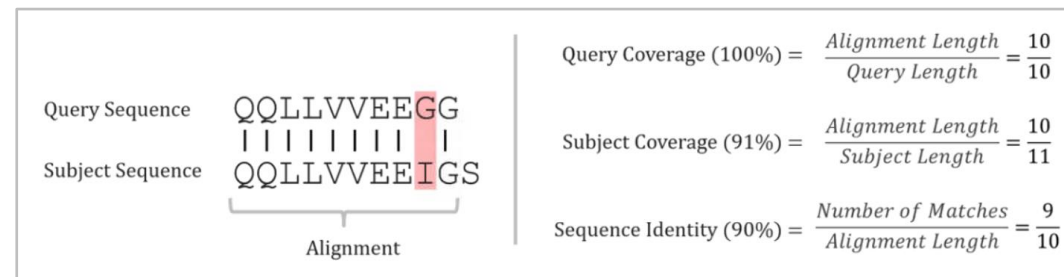 Query Sequence QQLLVVEEGG
| | | | | | | | |
Subject Sequence QQLLVVEEIGS
Alignment
Query Coverage (100%) = Alignment Length / Query Length = 10 / 10
Subject Coverage (91%) = Alignment Length / Subject Length = 10 / 11
Sequence Identity (90%) = Number of Matches / Alignment Length = 9 / 10